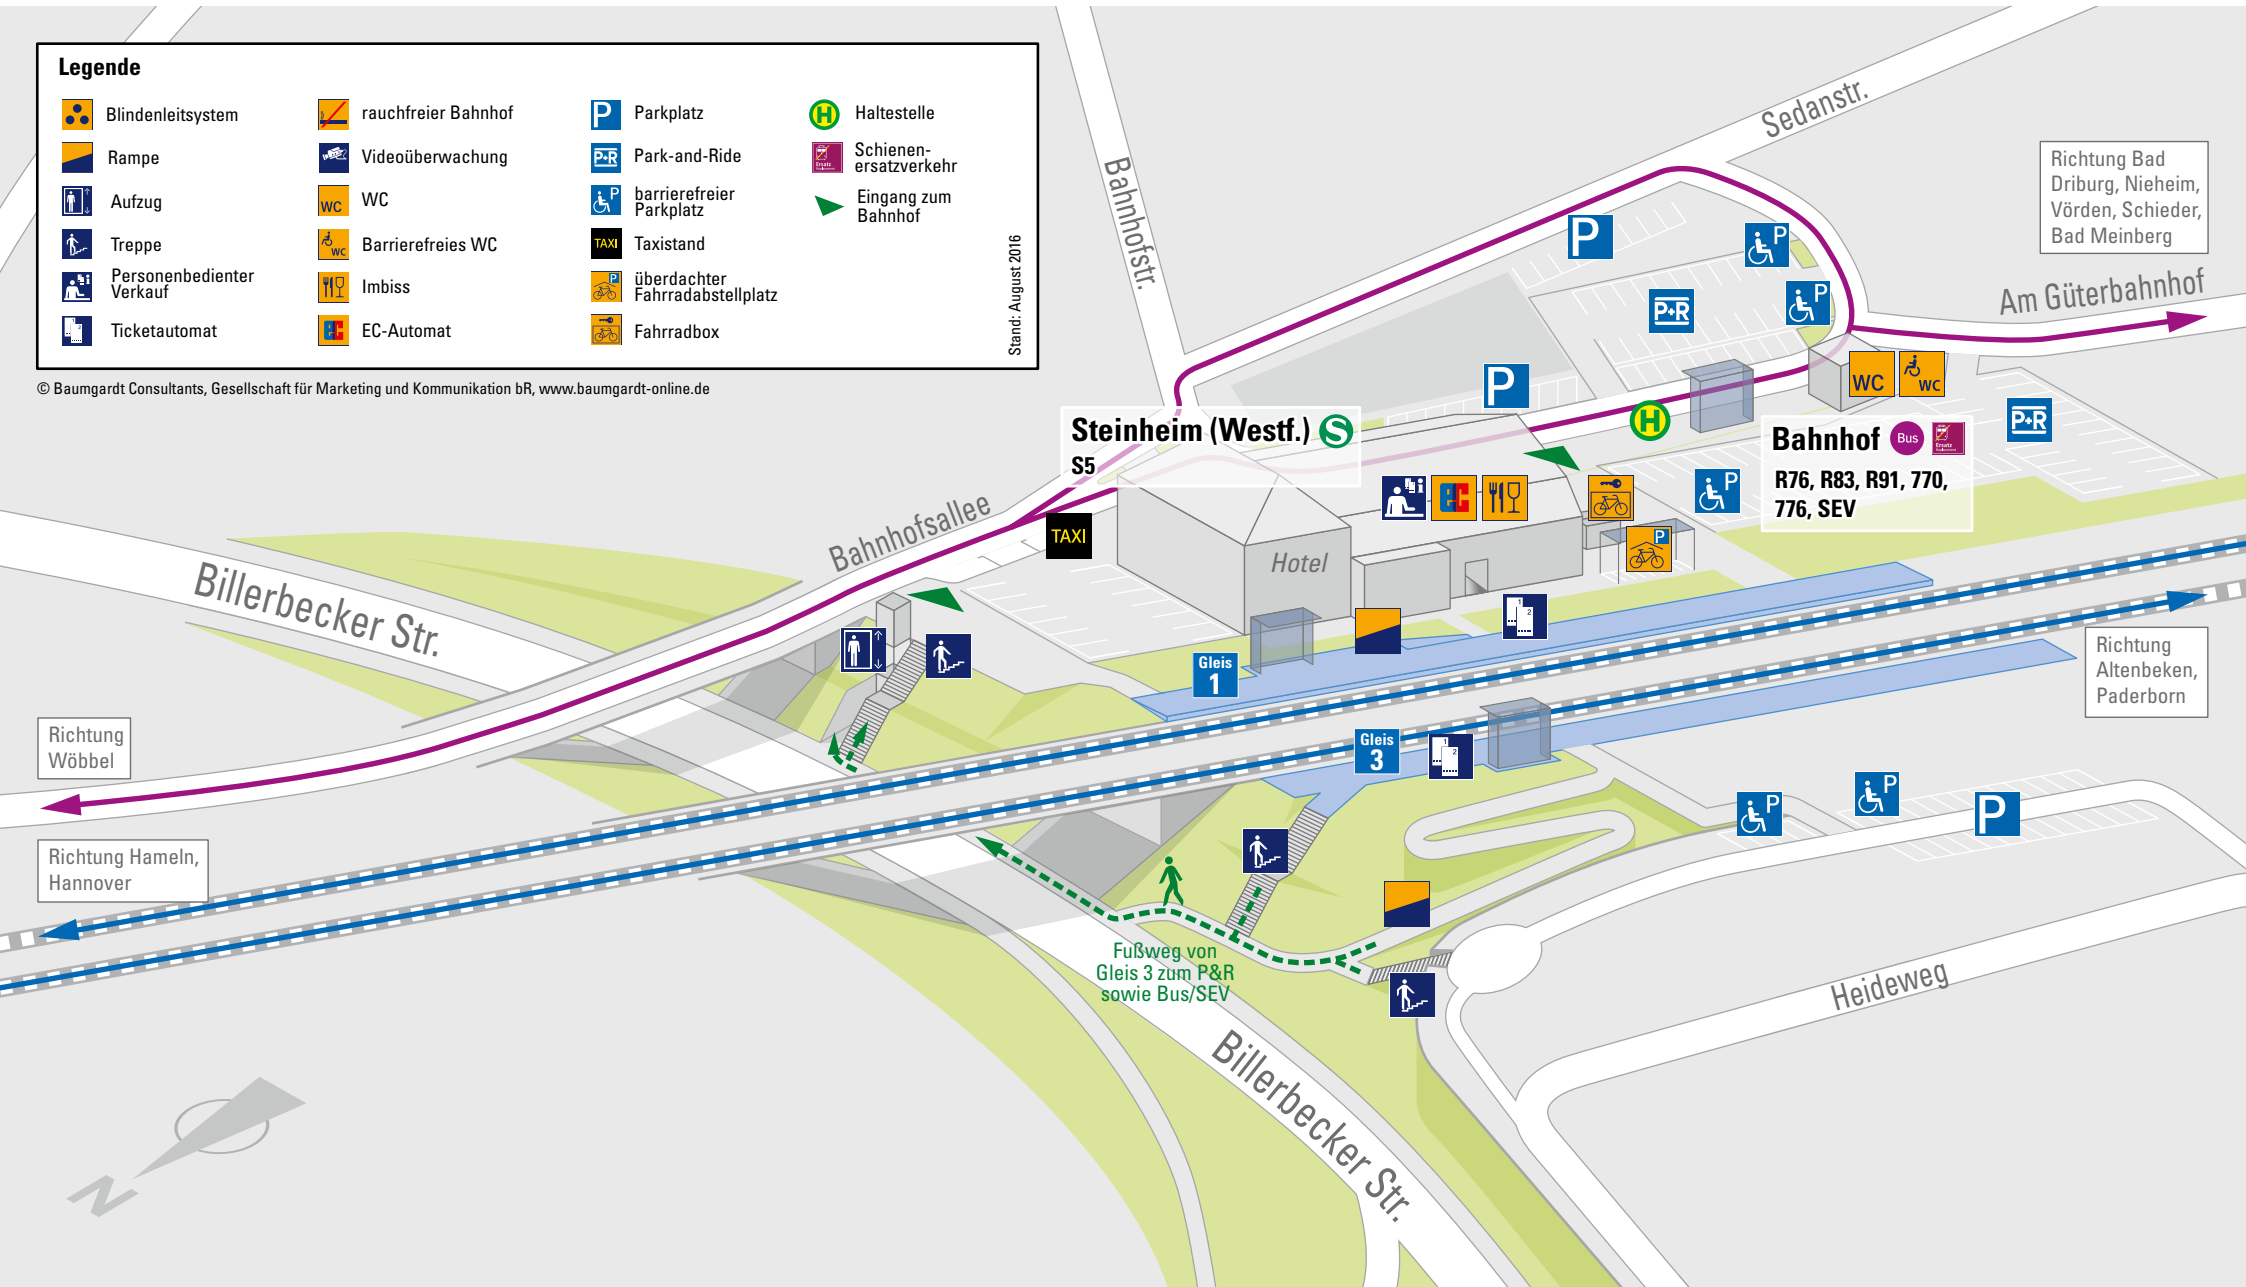 Legende
Blindenleitsystem
Rampe
Aufzug
Treppe
Personenbedienter
Verkauf
Ticketautomat
rauchfreier Bahnhof
Videoüberwachung
WC
WC
Barrierefreies WC
WC
Imbiss
EC-Automat
P
Parkplatz
P+R
Park-and-Ride
P
barrierefreier
Parkplatz
TAXI
Taxistand
P
überdachter
Fahrradabstellplatz
Fahrradbox
H
Haltestelle
Schienen-
ersatzverkehr
Eingang zum
Bahnhof
Stand: August 2016
© Baumgardt Consultants, Gesellschaft für Marketing und Kommunikation bR, www.baumgardt-online.de
Bahnhofstr.
Sedanstr.
Richtung Bad
Driburg, Nieheim,
Vörden, Schieder,
Bad Meinberg
Am Güterbahnhof
P
P
P+R
P
P
WC
WC
P+R
H
Steinheim (Westf.) S
S5
Bahnhof Bus
R76, R83, R91, 770,
776, SEV
P
Bahnhofsallee
TAXI
Hotel
P
Billerbecker Str.
Gleis
1
Gleis
3
Richtung
Altenbeken,
Paderborn
Richtung
Wöbbel
Richtung Hameln,
Hannover
P
P
P
Fußweg von
Gleis 3 zum P&R
sowie Bus/SEV
Heideweg
Billerbecker Str.
N